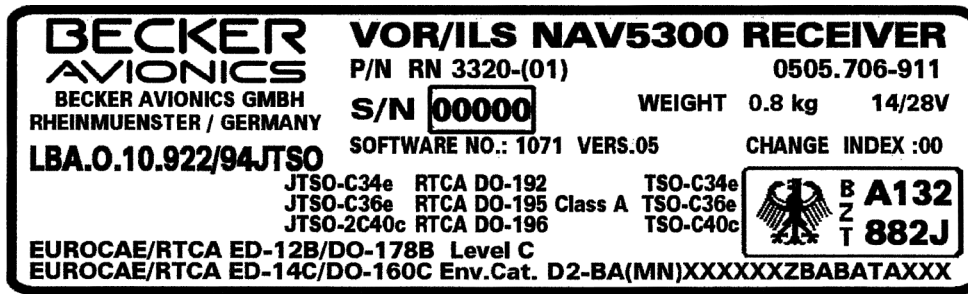 BECKER
AVIONICS
BECKER AVIONICS GMBH
RHEINMUENSTER / GERMANY
LBA.O.10.922/94JTSO
VOR/ILS NAV5300 RECEIVER
P/N RN 3320-(01) 0505.706-911
S/N 00000 WEIGHT 0.8 kg 14/28V
SOFTWARE NO.: 1071 VERS.05 CHANGE INDEX :00
JTSO-C34e RTCA DO-192 TSO-C34e
JTSO-C36e RTCA DO-195 Class A TSO-C36e
JTSO-2C40c RTCA DO-196 TSO-C40c
BZT A132
882J
EUROCAE/RTCA ED-12B/DO-178B Level C
EUROCAE/RTCA ED-14C/DO-160C Env.Cat. D2-BA(MN)XXXXXXZBABATAXXX